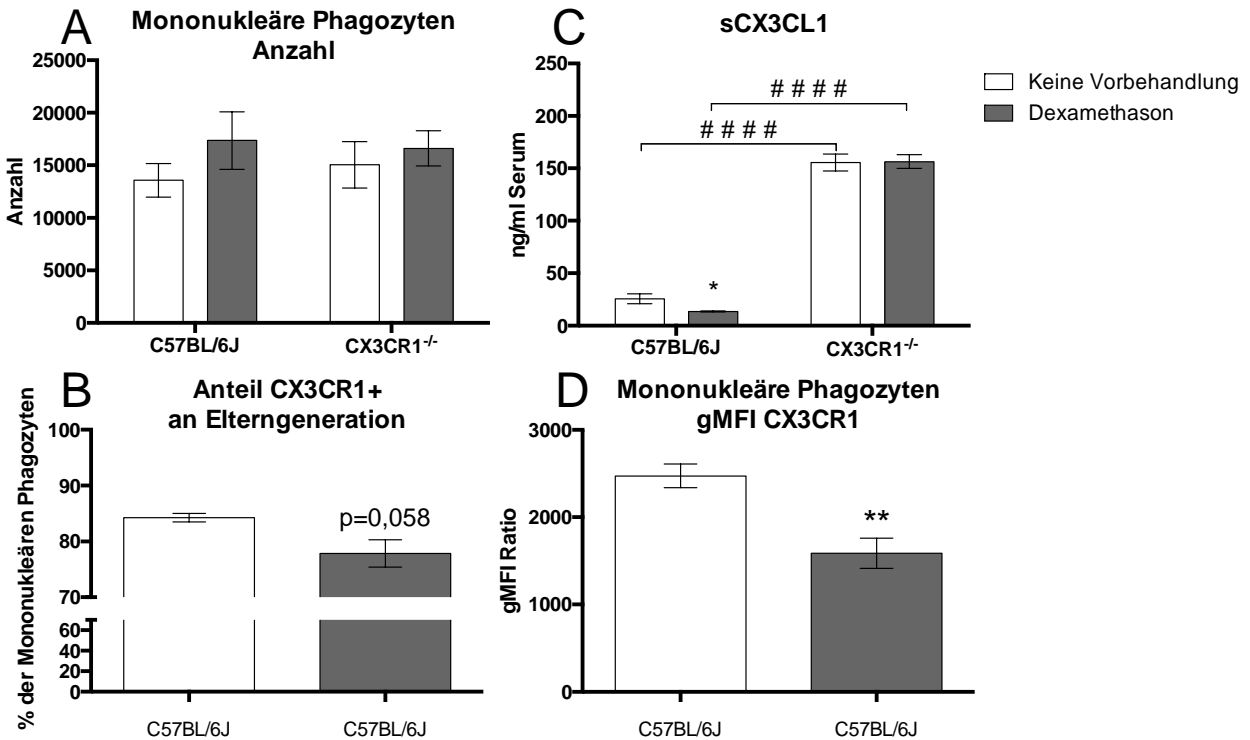 A
Mononukleäre Phagozyten
Anzahl
Anzahl
25000
20000
15000
10000
5000
0
C57BL/6J
CX3CR1-/-
C
sCX3CL1
ng/ml Serum
250
200
150
100
50
0
# # # #
# # # #
*
C57BL/6J
CX3CR1-/-
Keine Vorbehandlung
Dexamethason
B
Anteil CX3CR1+
an Elterngeneration
% der Mononukleären Phagozyten
100
90
80
70
60
40
20
0
p=0,058
C57BL/6J
C57BL/6J
D
Mononukleäre Phagozyten
gMFI CX3CR1
gMFI Ratio
3000
2000
1000
0
**
C57BL/6J
C57BL/6J